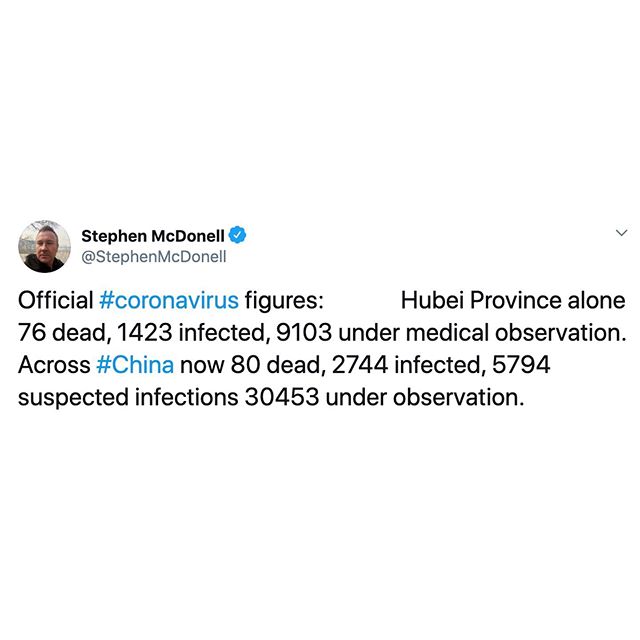 Stephen McDonell
@StephenMcDonell
Official #coronavirus figures: Hubei Province alone
76 dead, 1423 infected, 9103 under medical observation.
Across #China now 80 dead, 2744 infected, 5794
suspected infections 30453 under observation.